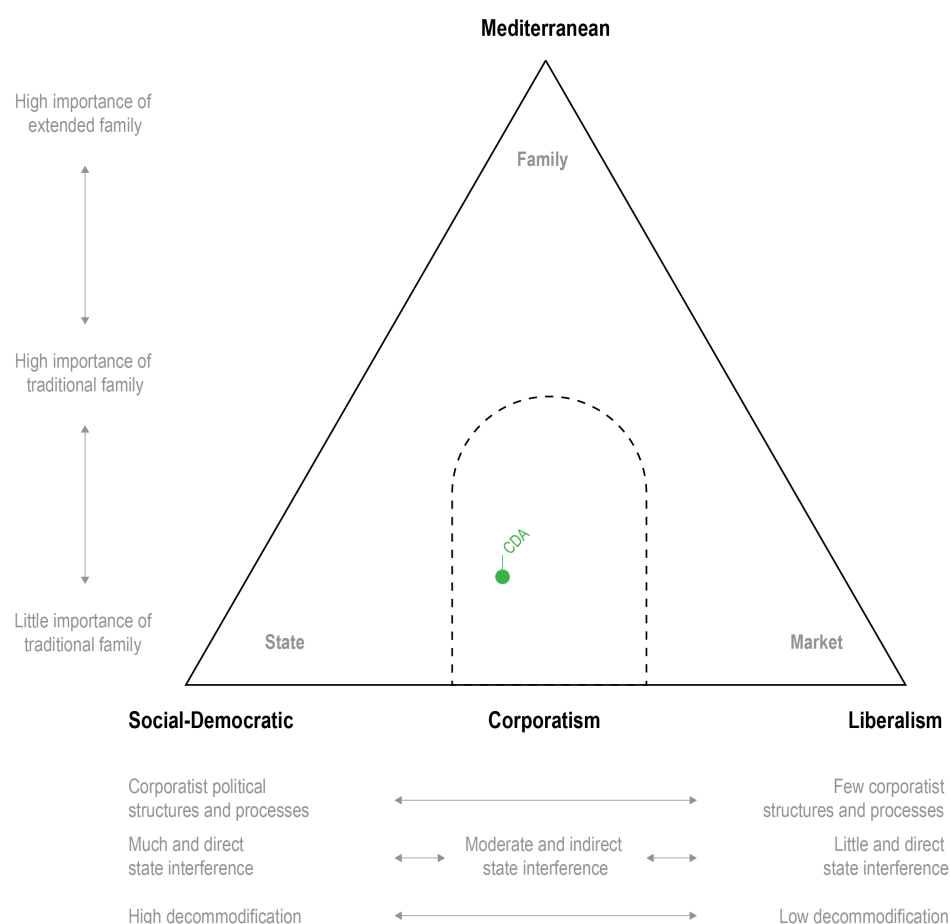 Mediterranean
High importance of
extended family
Family
High importance of
traditional family
CDA
Little importance of
traditional family
State
Market
Social-Democratic
Corporatism
Liberalism
Corporatist political
structures and processes
Few corporatist
structures and processes
Much and direct
state interference
Moderate and indirect
state interference
Little and direct
state interference
High decommodification
Low decommodification